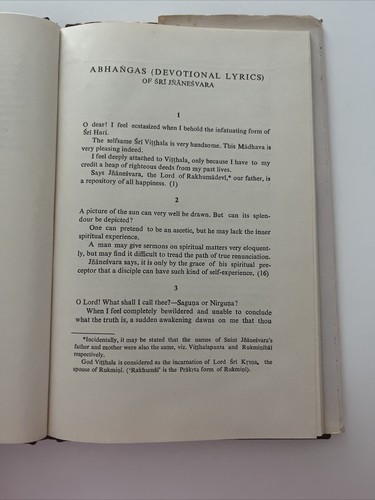 ABHAṄGAS (DEVOTIONAL LYRICS)
OF ŚRĪ JÑĀNEŚVARA
1
O dear! I feel ecstasized when I behold the infatuating form of
Śrī Hari.
The selfsame Śrī Viṭṭhala is very handsome. This Mādhava is
very pleasing indeed.
I feel deeply attached to Viṭṭhala, only because I have to my
credit a heap of righteous deeds from my past lives.
Says Jñāneśvara, the Lord of Rakhumādevī,* our father, is
a repository of all happiness. (1)
2
A picture of the sun can very well be drawn. But can its splen-
dour be depicted?
One can pretend to be an ascetic, but he may lack the inner
spiritual experience.
A man may give sermons on spiritual matters very eloquent-
ly, but may find it difficult to tread the path of true renunciation.
Jñāneśvara says, it is only by the grace of his spiritual pre-
ceptor that a disciple can have such kind of self-experience. (16)
3
O Lord! What shall I call thee?—Saguṇa or Nirguṇa?
When I feel completely bewildered and unable to conclude
what the truth is, a sudden awakening dawns on me that thou
*Incidentally, it may be stated that the names of Saint Jñāneśvara's
father and mother were also the same, viz. Viṭṭhalapanta and Rukmiṇībāī
respectively.
God Viṭṭhala is considered as the incarnation of Lord Śrī Kṛṣṇa, the
spouse of Rukmiṇī. ('Rakhumāī' is the Prākṛta form of Rukmiṇī).